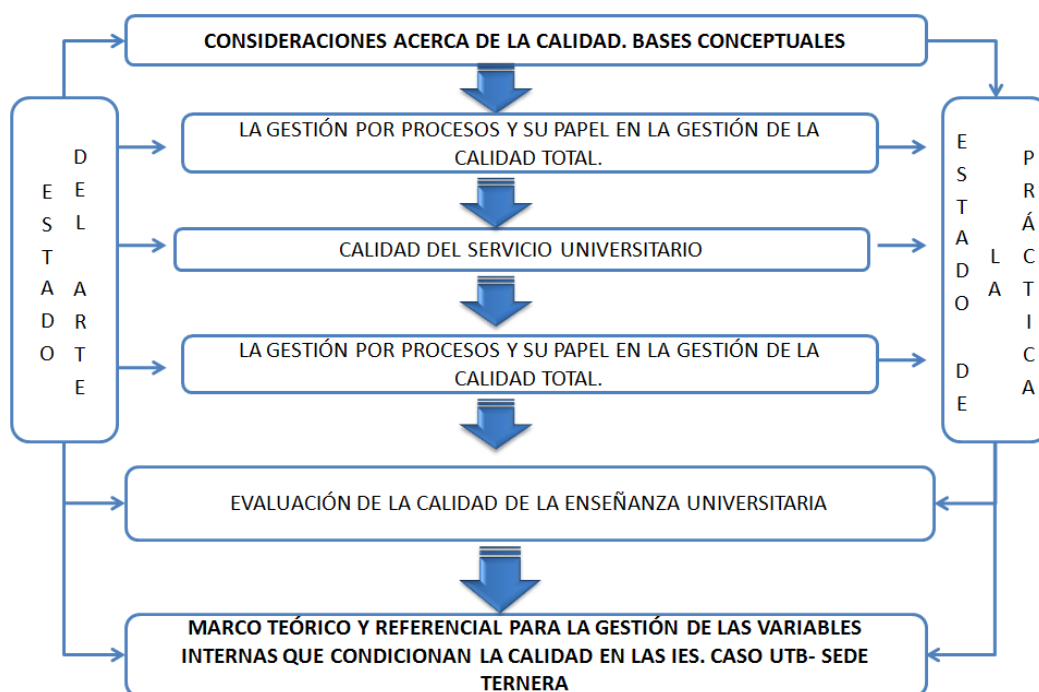 CONSIDERACIONES ACERCA DE LA CALIDAD. BASES CONCEPTUALES
ESTADO
DEL ARTE
LA GESTIÓN POR PROCESOS Y SU PAPEL EN LA GESTIÓN DE LA
CALIDAD TOTAL.
CALIDAD DEL SERVICIO UNIVERSITARIO
LA GESTIÓN POR PROCESOS Y SU PAPEL EN LA GESTIÓN DE LA
CALIDAD TOTAL.
ESTADO DE
LA
PRÁCTICA
EVALUACIÓN DE LA CALIDAD DE LA ENSEÑANZA UNIVERSITARIA
MARCO TEÓRICO Y REFERENCIAL PARA LA GESTIÓN DE LAS VARIABLES
INTERNAS QUE CONDICIONAN LA CALIDAD EN LAS IES. CASO UTB- SEDE
TERNERA